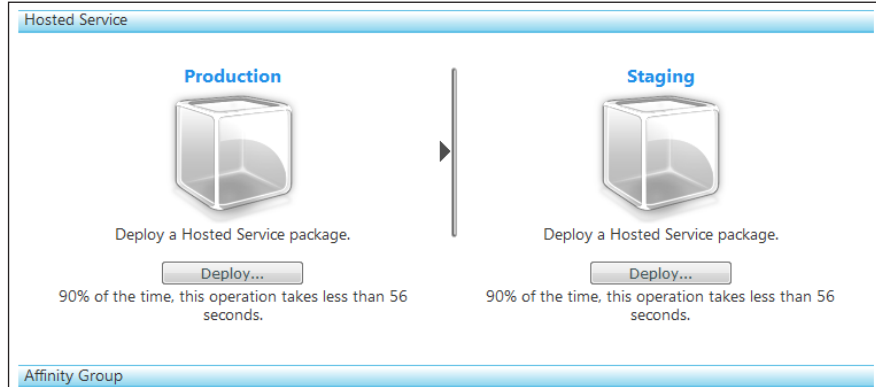 Hosted Service
Production
Deploy a Hosted Service package.
Deploy...
90% of the time, this operation takes less than 56
seconds.
Staging
Deploy a Hosted Service package.
Deploy...
90% of the time, this operation takes less than 56
seconds.
Affinity Group